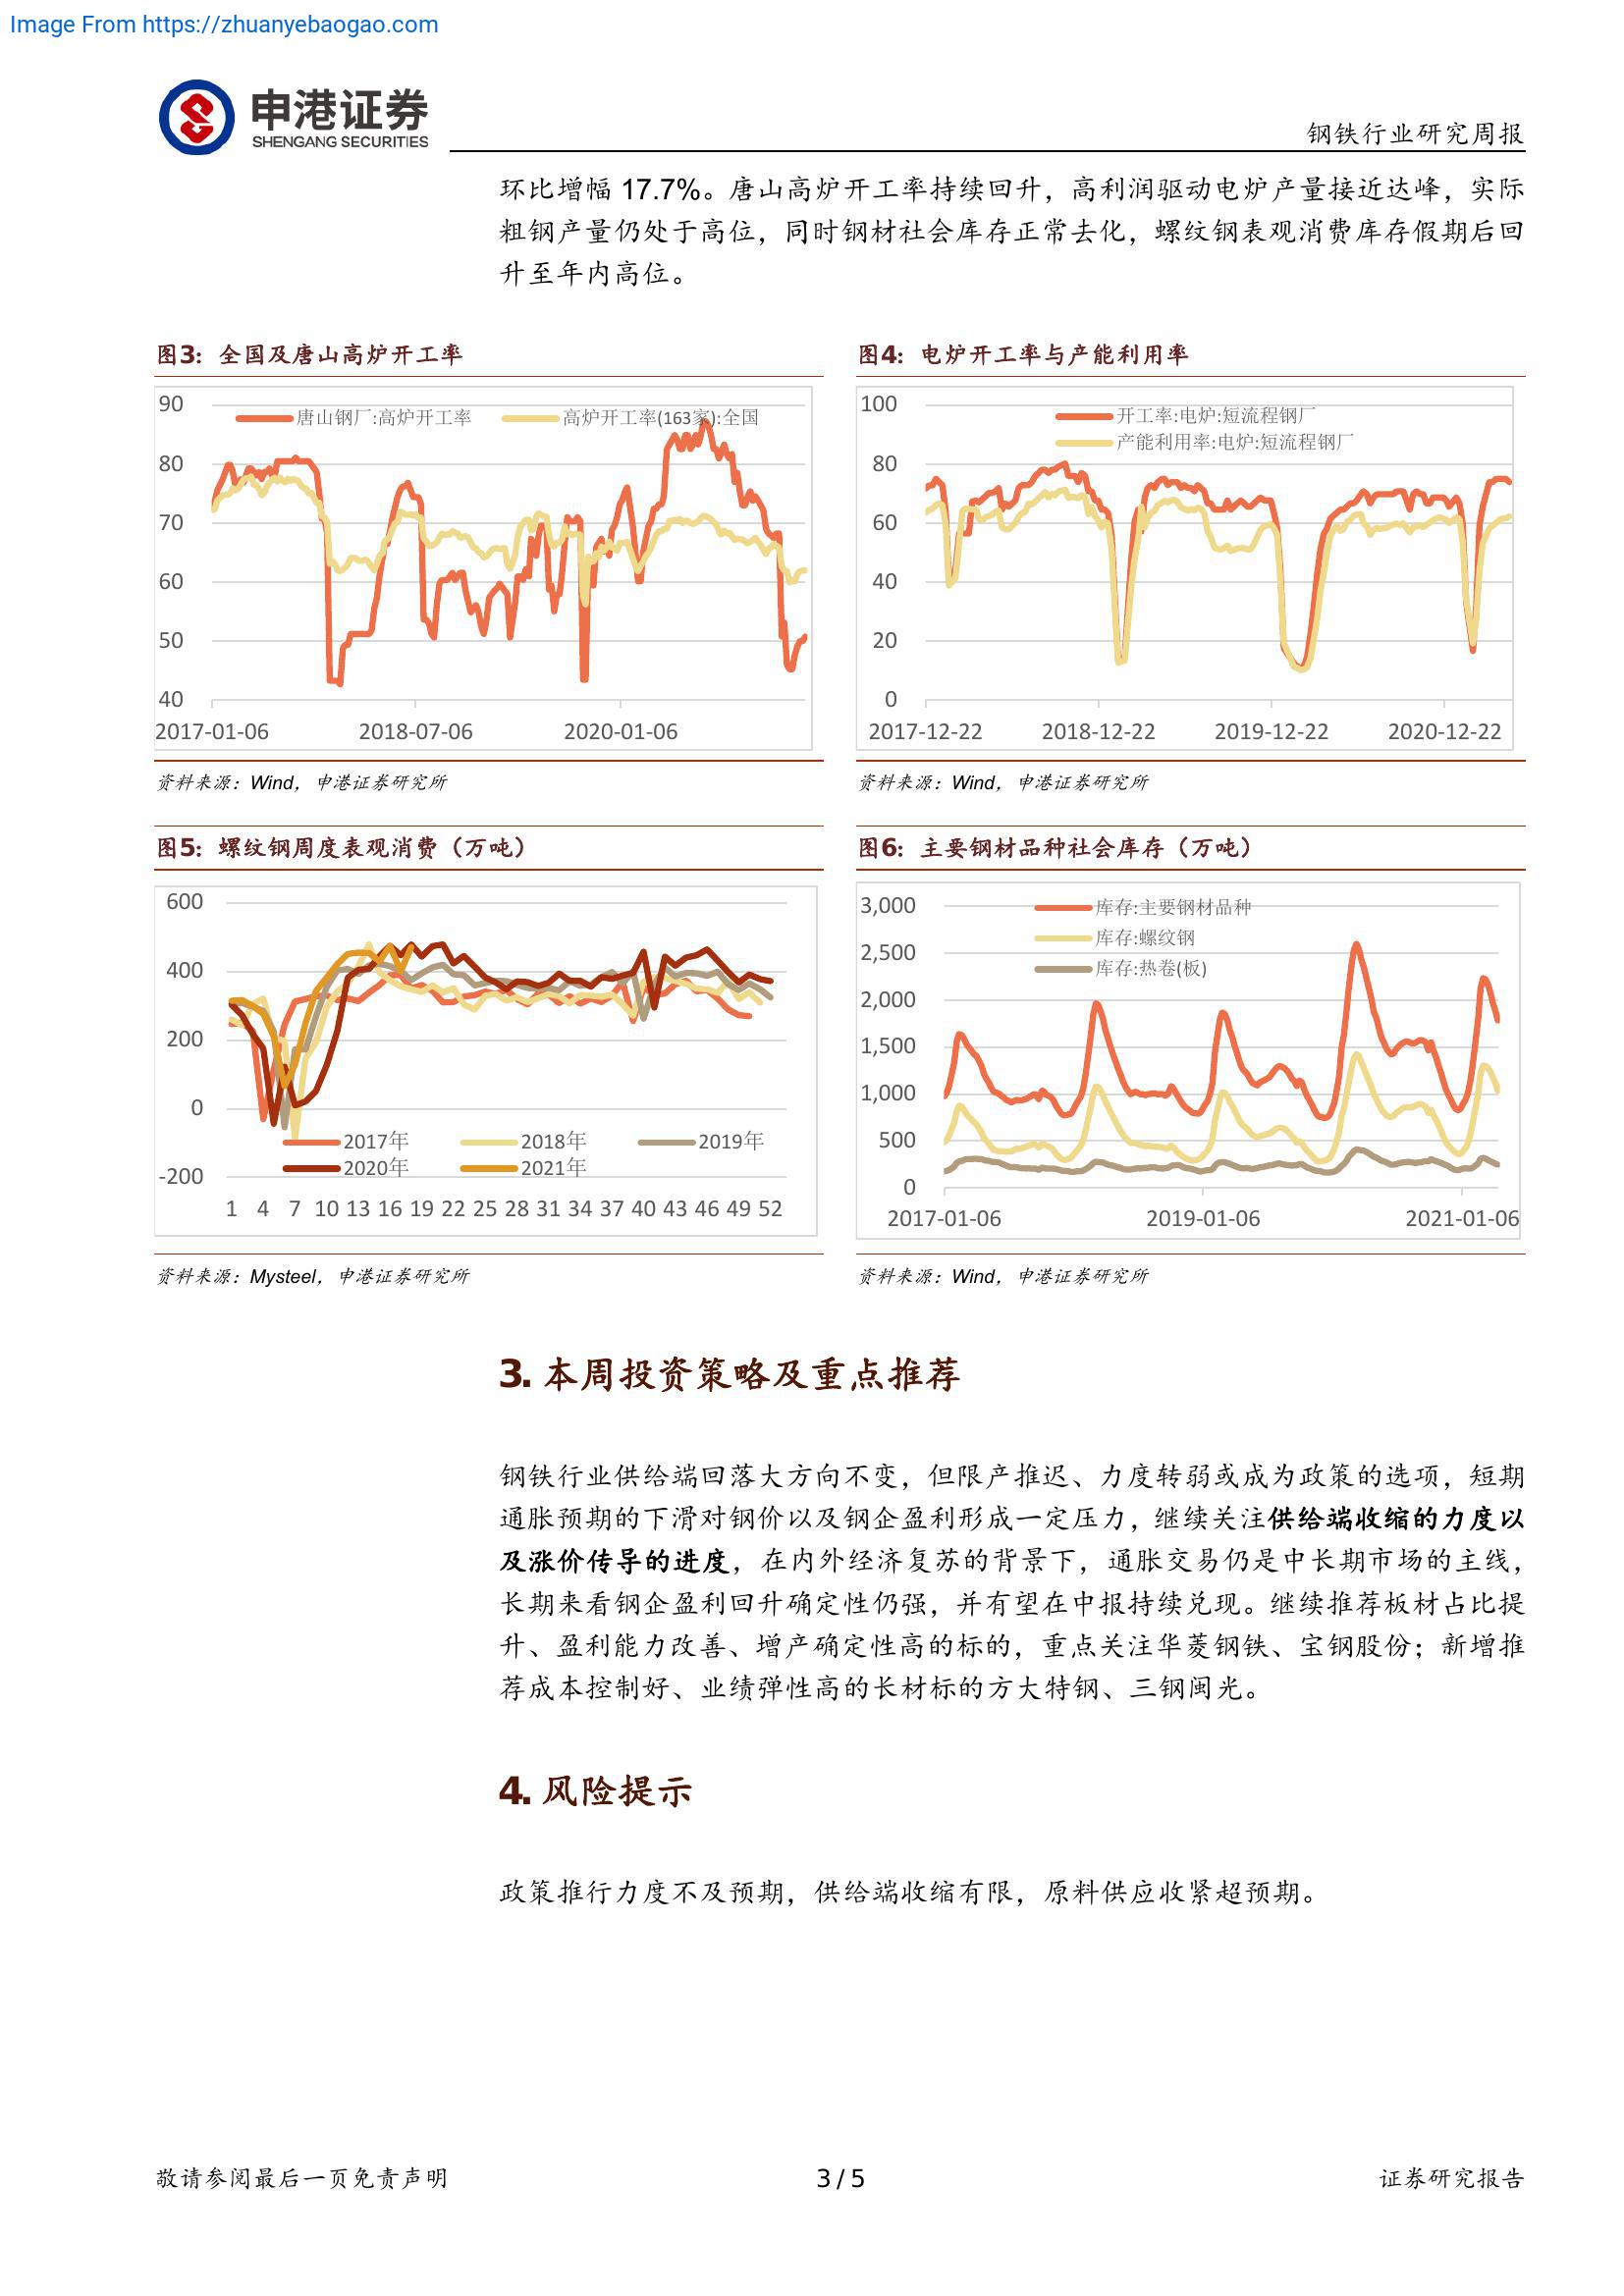 Image From https://zhuanyebaogao.com
申港证券
SHENGANG SECURITIES
钢铁行业研究周报
环比增幅 17.7%。唐山高炉开工率持续回升，高利润驱动电炉产量接近达峰，实际
粗钢产量仍处于高位，同时钢材社会库存正常去化，螺纹钢表观消费库存假期后回
升至年内高位。
图3：全国及唐山高炉开工率
90
唐山钢厂:高炉开工率
高炉开工率(163家):全国
80
70
60
50
40
2017-01-06
2018-07-06
2020-01-06
资料来源：Wind，申港证券研究所
图4：电炉开工率与产能利用率
100
开工率:电炉:短流程钢厂
产能利用率:电炉:短流程钢厂
80
60
40
20
0
2017-12-22
2018-12-22
2019-12-22
2020-12-22
资料来源：Wind，申港证券研究所
图5：螺纹钢周度表观消费（万吨）
600
400
200
0
2017年
2018年
2019年
2020年
2021年
-200
1 4 7 10 13 16 19 22 25 28 31 34 37 40 43 46 49 52
资料来源：Mysteel，申港证券研究所
图6：主要钢材品种社会库存（万吨）
3,000
库存:主要钢材品种
库存:螺纹钢
库存:热卷(板)
2,500
2,000
1,500
1,000
500
0
2017-01-06
2019-01-06
2021-01-06
资料来源：Wind，申港证券研究所
3. 本周投资策略及重点推荐
钢铁行业供给端回落大方向不变，但限产推迟、力度转弱或成为政策的选项，短期
通胀预期的下滑对钢价以及钢企盈利形成一定压力，继续关注供给端收缩的力度以
及涨价传导的进度，在内外经济复苏的背景下，通胀交易仍是中长期市场的主线，
长期来看钢企盈利回升确定性仍强，并有望在中报持续兑现。继续推荐板材占比提
升、盈利能力改善、增产确定性高的标的，重点关注华菱钢铁、宝钢股份；新增推
荐成本控制好、业绩弹性高的长材标的方大特钢、三钢闽光。
4. 风险提示
政策推行力度不及预期，供给端收缩有限，原料供应收紧超预期。
敬请参阅最后一页免责声明
3 / 5
证券研究报告